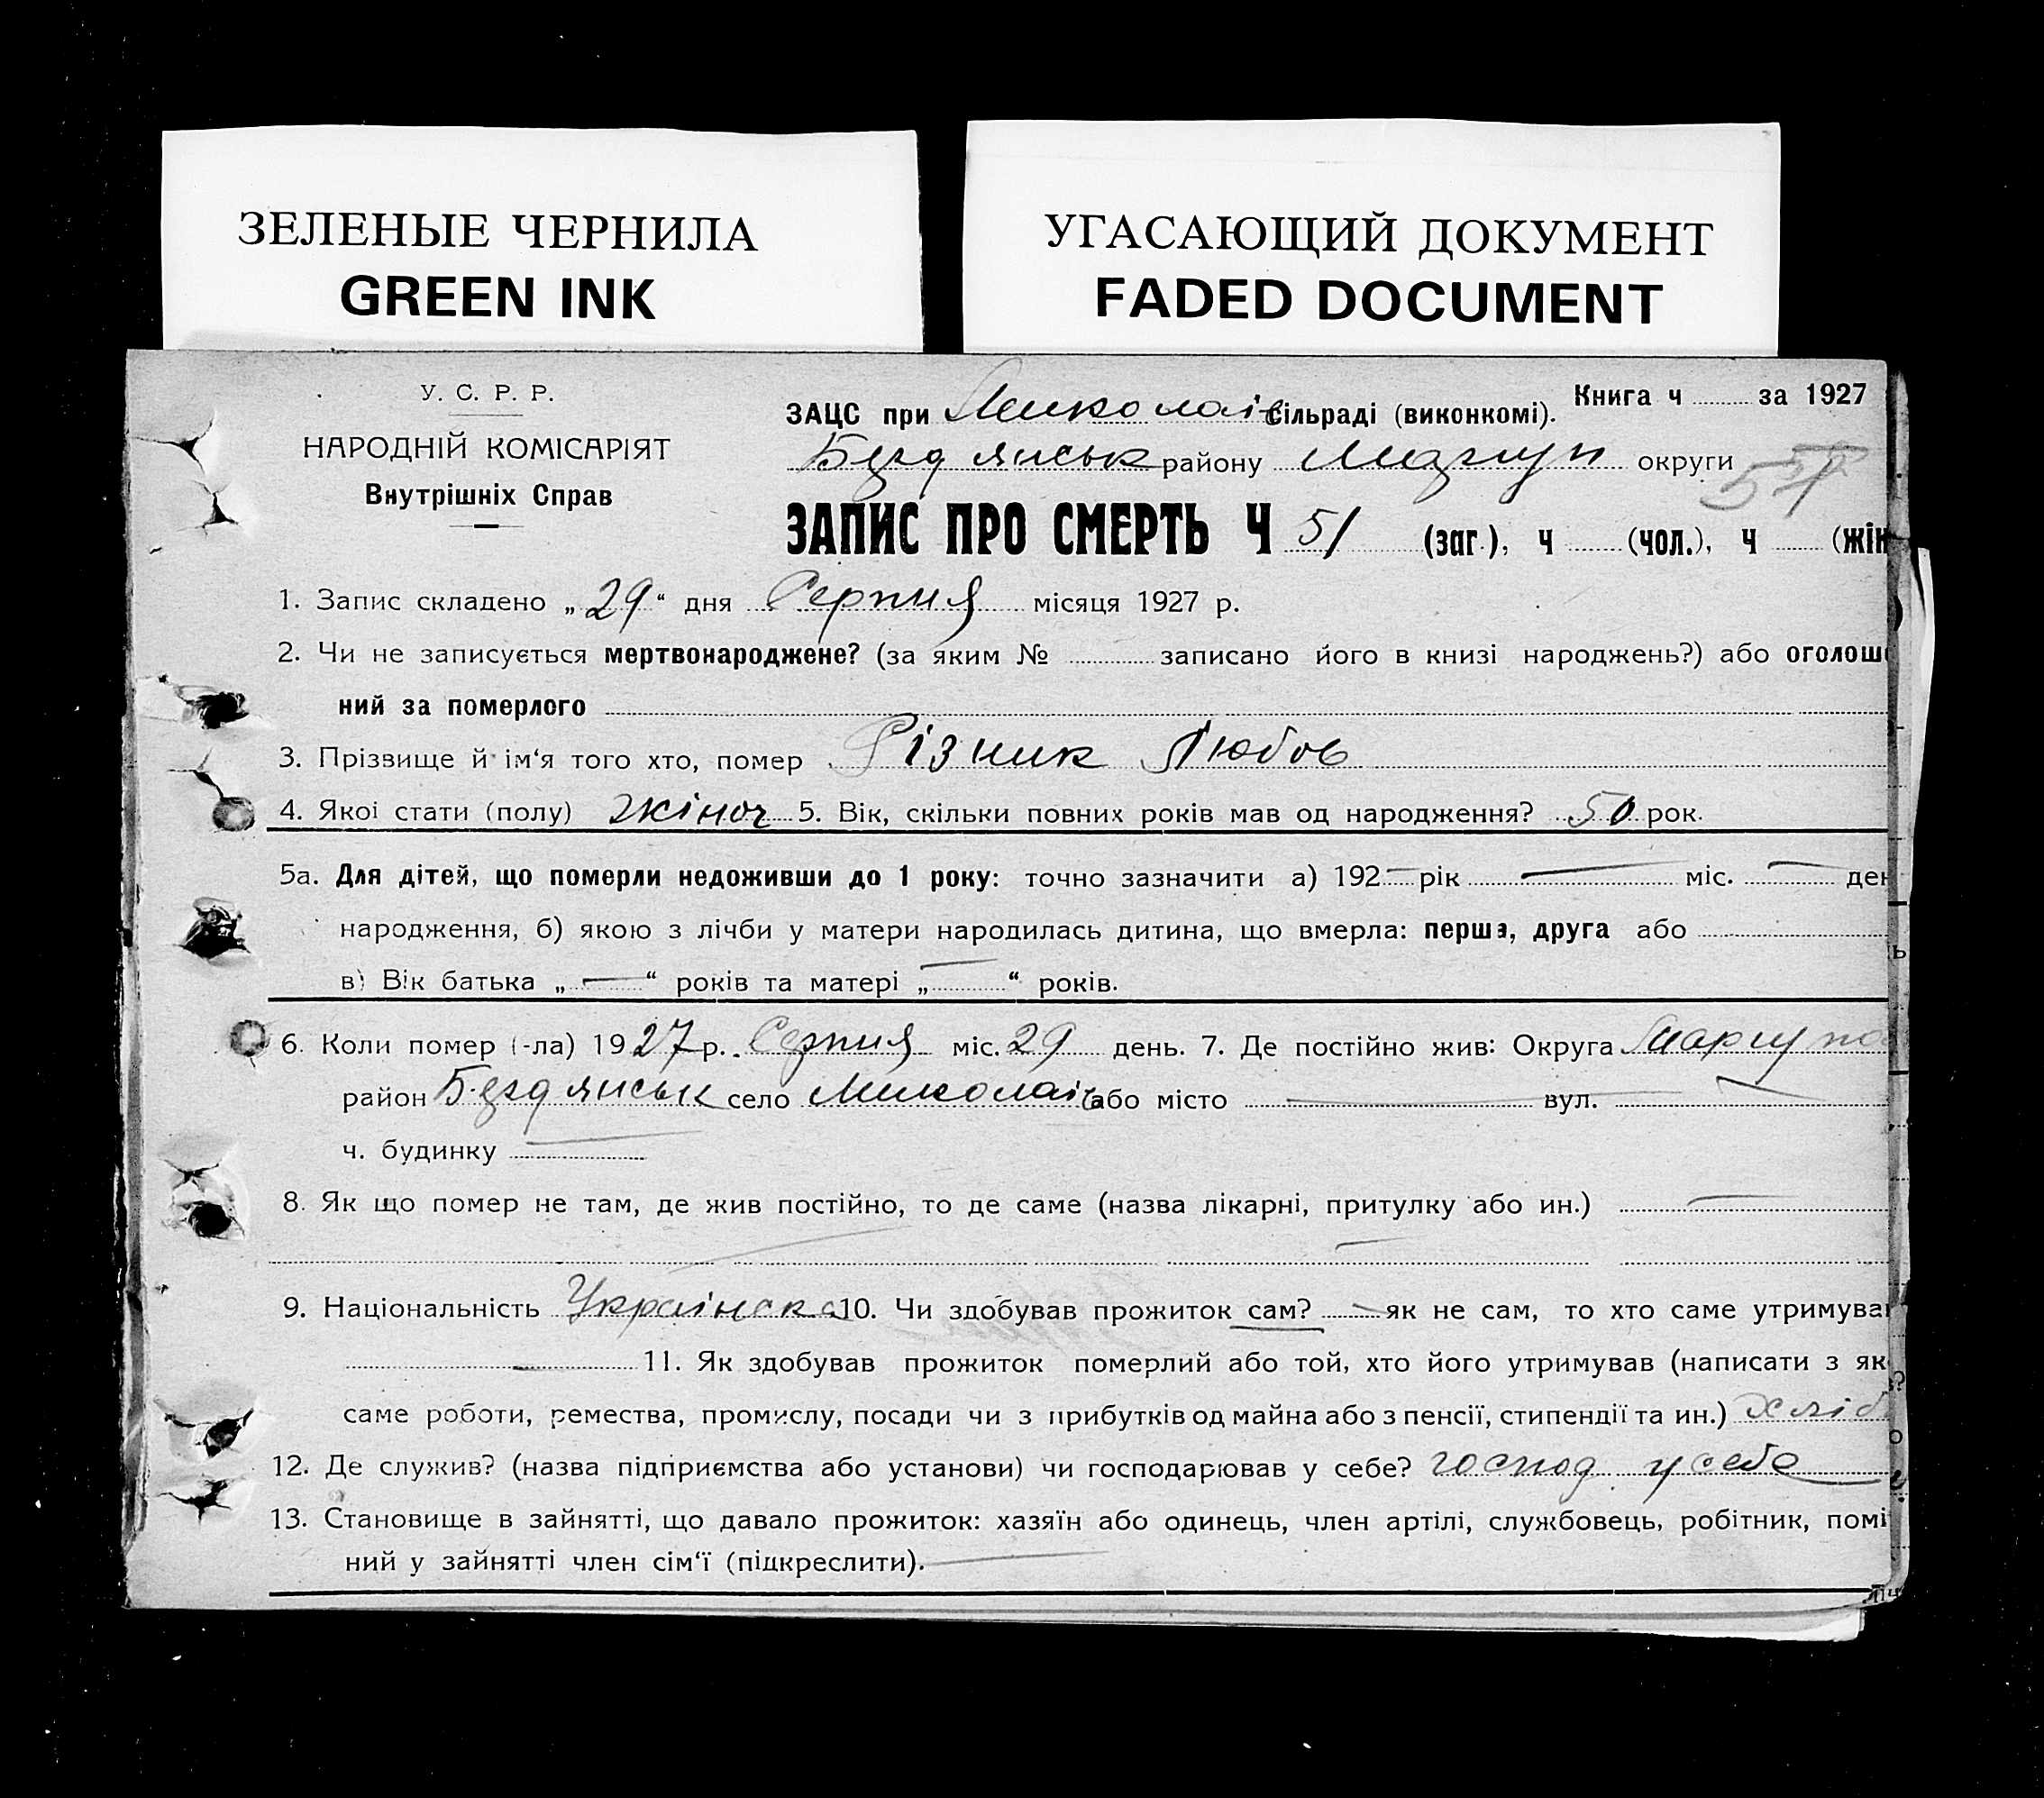 ЗЕЛЕНЫЕ ЧЕРНИЛА
GREEN INK
УГАСАЮЩИЙ ДОКУМЕНТ
FADED DOCUMENT
У. С. Р. Р.
НАРОДНІЙ КОМІСАРІЯТ
Внутрішніх Справ
Книга ч за 1927
ЗАЦС при Миколаїв сільраді (виконкомі).
Бердянськ району Маріуп округи
ЗАПИС ПРО СМЕРТЬ Ч 51 (заг.), ч (чол.), ч (жін
1. Запис складено „29“ дня Серпня місяця 1927 р.
2. Чи не записується мертвонароджене? (за яким № записано його в книзі народжень?) або оголоше
ний за померлого
3. Прізвище й ім‘я того хто, помер Різник Любов
4. Якої стати (полу) жіноч 5. Вік, скільки повних років мав од народження? 50 рок.
5а. Для дітей, що померли недоживши до 1 року: точно зазначити а) 192— рік — міс. — ден
народження, б) якою з лічби у матери народилась дитина, що вмерла: перша, друга або
в) Вік батька „—“ років та матері „—“ років.
6. Коли помер (-ла) 1927 р. Серпня міс. 29 день. 7. Де постійно жив: Округа Маріупо
район Бердянськ село Миколаїв або місто — вул. —
ч. будинку —
8. Як що помер не там, де жив постійно, то де саме (назва лікарні, притулку або ин.) —
9. Національність Українска 10. Чи здобував прожиток сам? — як не сам, то хто саме утримував
— 11. Як здобував прожиток померлий або той, хто його утримував (написати з як
саме роботи, ремества, промислу, посади чи з прибутків од майна або з пенсії, стипендії та ин.) хліб
12. Де служив? (назва підприємства або установи) чи господарював у себе? господ. у себе
13. Становище в зайнятті, що давало прожиток: хазяїн або одинець, член артілі, службовець, робітник, помі
ний у зайнятті член сім‘ї (підкреслити). —